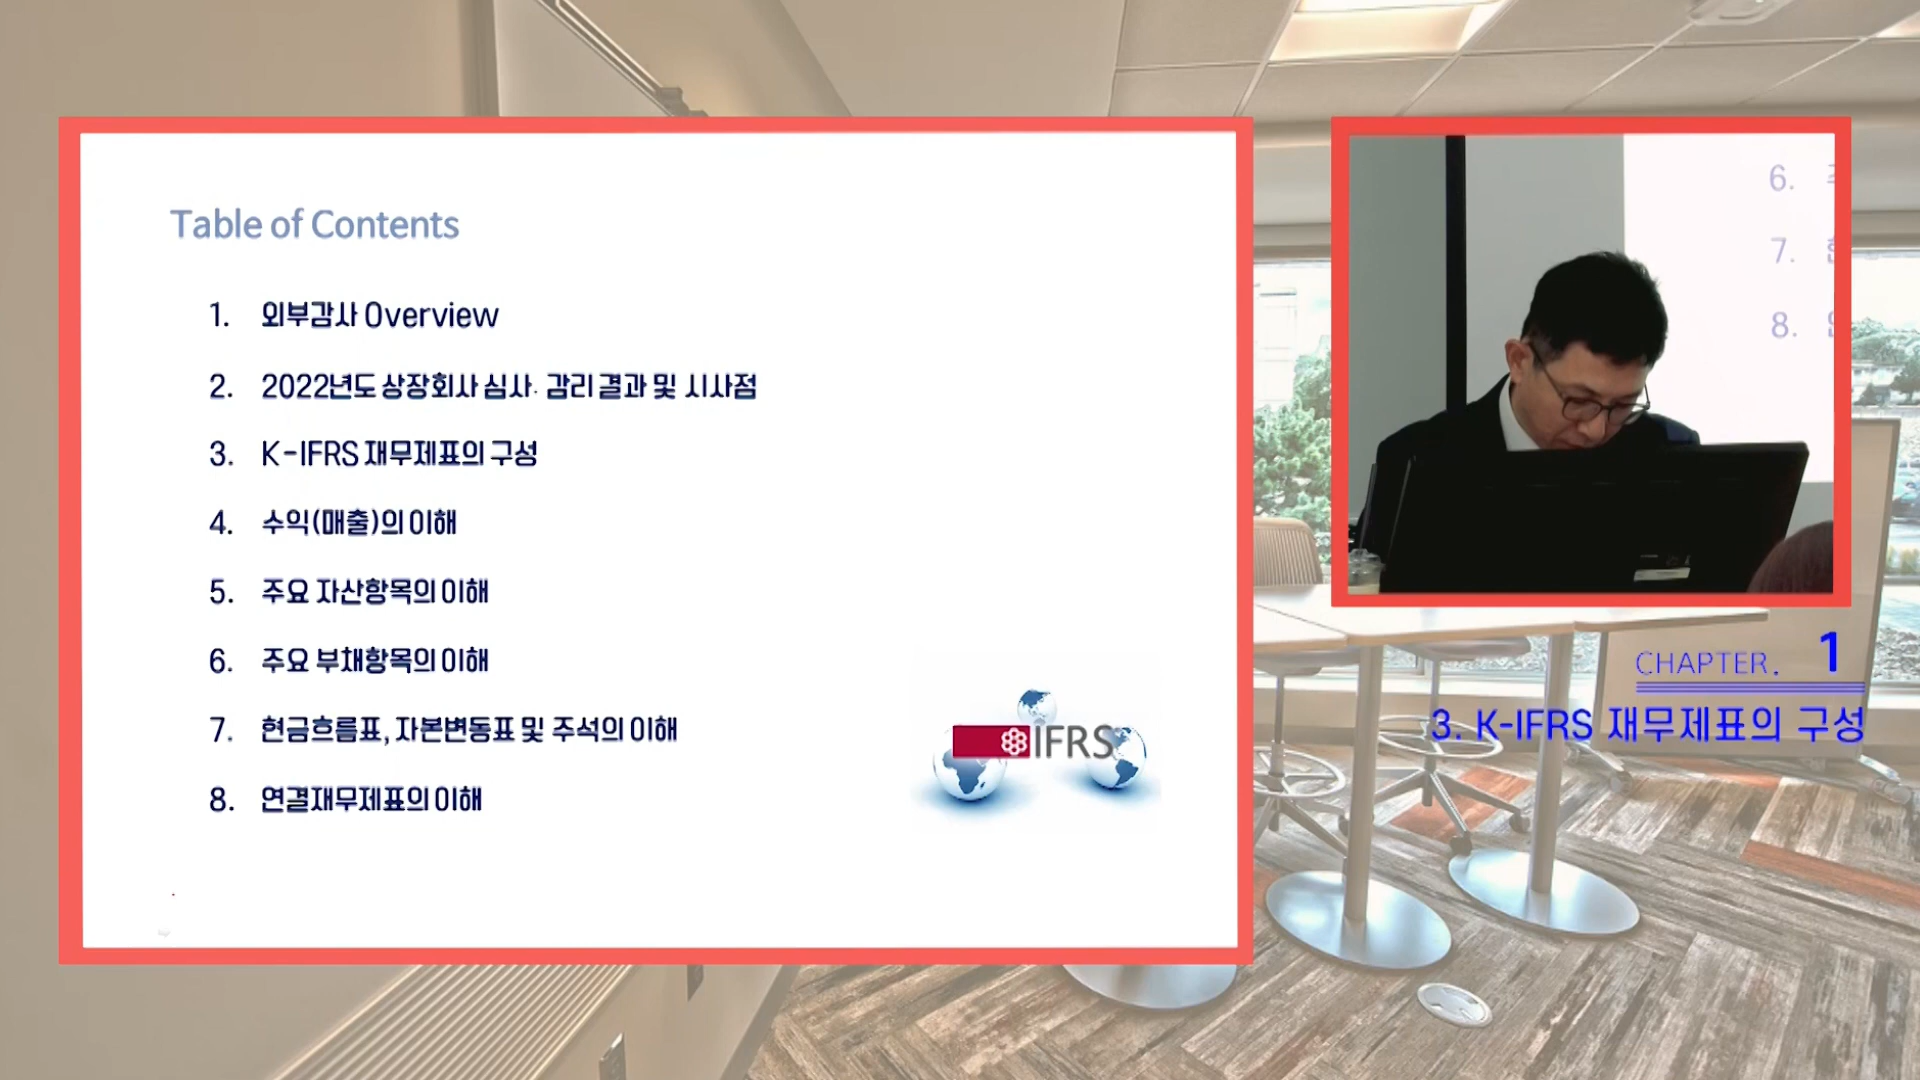 Table of Contents
1. 외부감사 Overview
2. 2022년도 상장회사 심사· 감리 결과 및 시사점
3. K-IFRS 재무제표의 구성
4. 수익(매출)의 이해
5. 주요 자산항목의 이해
6. 주요 부채항목의 이해
7. 현금흐름표, 자본변동표 및 주석의 이해
8. 연결재무제표의 이해
IFRS
6.
7.
8.
CHAPTER. 1
3. K-IFRS 재무제표의 구성